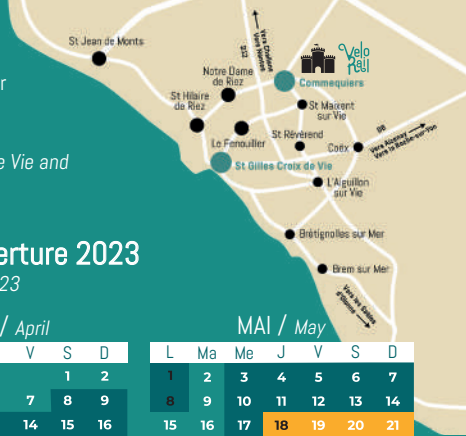 St Jean de Monts
D32
Vers Challans
Vers Nantes
Vélo
Rail
Commequiers
Notre Dame
de Riez
St Hilaire
de Riez
St Maixent
sur Vie
r
Le Fenouiller
St Révérend
Coëx
D6
Vers Aizenay
Vers la Roche-sur-Yon
e Vie and
St Gilles Croix de Vie
L'Aiguillon
sur Vie
Brétignolles sur Mer
Brem sur Mer
Vers les Sables
d'Olonne
erture 2023
23
/ April
V S D
1 2
7 8 9
14 15 16
MAI / May
L Ma Me J V S D
1 2 3 4 5 6 7
8 9 10 11 12 13 14
15 16 17 18 19 20 21